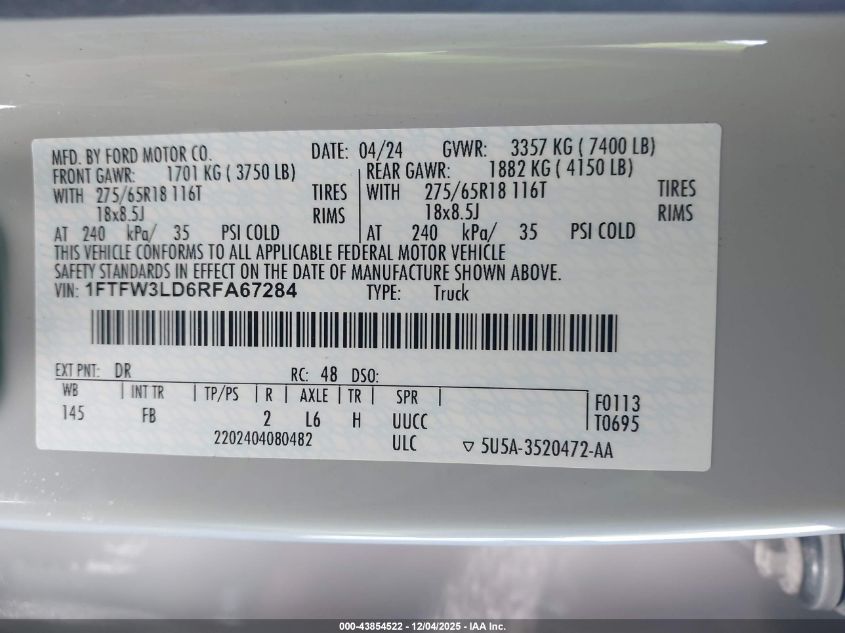 MFD. BY FORD MOTOR CO. DATE: 04/24 GVWR: 3357 KG ( 7400 LB)
FRONT GAWR: 1701 KG ( 3750 LB) REAR GAWR: 1882 KG ( 4150 LB)
WITH 275/65R18 116T TIRES WITH 275/65R18 116T TIRES
18x8.5J RIMS 18x8.5J RIMS
AT 240 kPa/ 35 PSI COLD AT 240 kPa/ 35 PSI COLD
THIS VEHICLE CONFORMS TO ALL APPLICABLE FEDERAL MOTOR VEHICLE
SAFETY STANDARDS IN EFFECT ON THE DATE OF MANUFACTURE SHOWN ABOVE.
VIN: 1FTFW3LD6RFA67284 TYPE: Truck
EXT PNT: DR RC: 48 DSO:
WB INT TR TP/PS R AXLE TR SPR F0113
145 FB 2 L6 H UUCC T0695
2202404080482 ULC ▽ 5U5A-3520472-AA
000-43854522 - 12/04/2025 - IAA Inc.